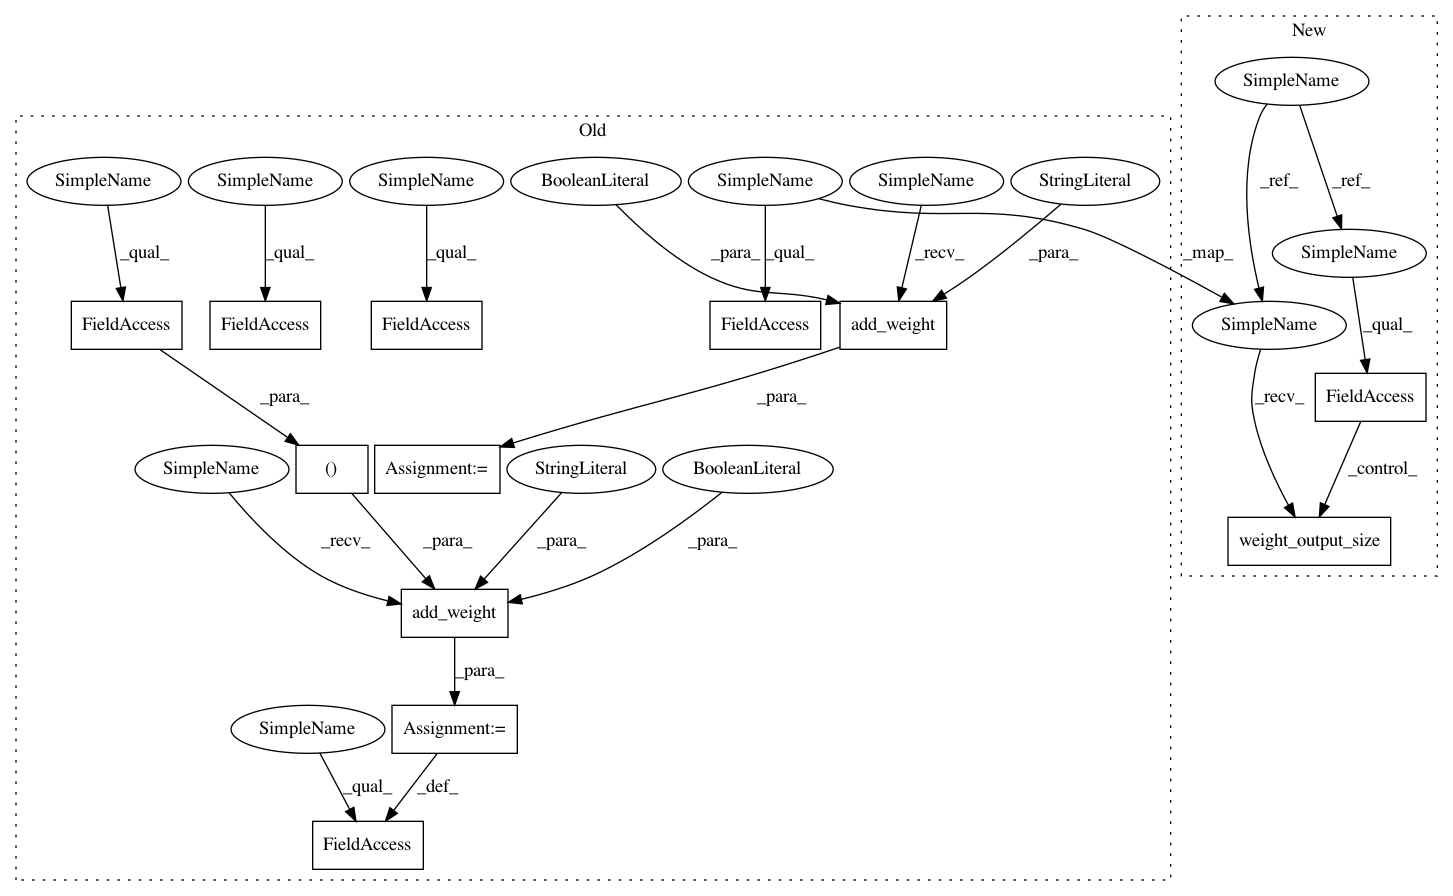 New
SimpleName
Old
SimpleName SimpleName SimpleName BooleanLiteral SimpleName SimpleName StringLiteral
_ref_ _ref_
_qual_ _qual_ _qual_ _para_ _qual_ _recv_ _para_ _map_ SimpleName
FieldAccess FieldAccess FieldAccess FieldAccess add_weight SimpleName
_qual_
_para_ _para_ _recv_ FieldAccess
SimpleName () Assignment:= StringLiteral BooleanLiteral _control_
_recv_ _para_ _para_ _para_ weight_output_size
add_weight
_para_
SimpleName Assignment:=
_qual_ _def_
FieldAccess